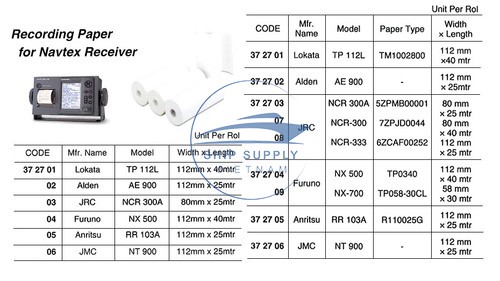 Recording Paper
for Navtex Receiver
Unit Per Rol
CODE Mfr. Name Model Width x Length
37 27 01 Lokata TP 112L 112mm x 40mtr
02 Alden AE 900 112mm x 25mtr
03 JRC NCR 300A 80mm x 25mtr
04 Furuno NX 500 112mm x 40mtr
05 Anritsu RR 103A 112mm x 25mtr
06 JMC NT 900 112mm x 25mtr
SHIP SUPPLY
VIETNAM
Unit Per Rol
CODE Mfr. Name Model Paper Type Width x Length
37 27 01 Lokata TP 112L TM1002800 112 mm x40 mtr
37 27 02 Alden AE 900 - 112 mm x 25mtr
37 27 03 JRC NCR 300A 5ZPMB00001 80 mm x 25 mtr
07 NCR-300 7ZPJD0044 80 mm x 40 mtr
08 NCR-333 6ZCAF00252 112 mm x 25 mtr
37 27 04 Furuno NX 500 TP0340 112 mm x 40 mtr
09 NX-700 TP058-30CL 58 mm x 30 mtr
37 27 05 Anritsu RR 103A R110025G 112 mm x 25 mtr
37 27 06 JMC NT 900 - 112 mm x 25 mtr